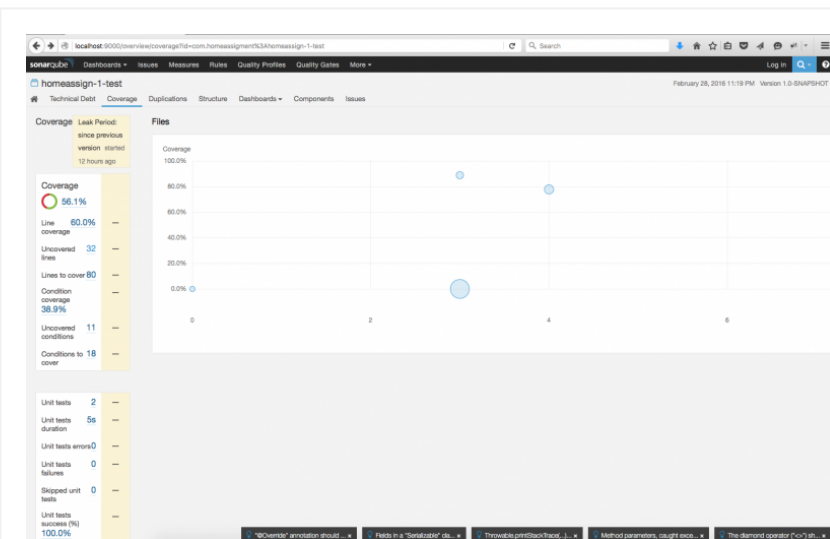 localhost:9000/overview/coverage?id=com.homeassigment%3Ahomeassign-1-test
Search
sonarqube Dashboards Issues Measures Rules Quality Profiles Quality Gates More Log in
homeassign-1-test
February 28, 2016 11:19 PM Version 1.0-SNAPSHOT
Technical Debt Coverage Duplications Structure Dashboards Components Issues
Coverage
Leak Period:
since previous
version started
12 hours ago
Coverage
56.1%
Line coverage 60.0% —
Uncovered lines 32 —
Lines to cover 80 —
Condition coverage 38.9% —
Uncovered conditions 11 —
Conditions to cover 18 —
Unit tests 2 —
Unit tests duration 5s —
Unit tests errors 0 —
Unit tests failures 0 —
Skipped unit tests 0 —
Unit tests success (%) 100.0% —
Files
Coverage
100.0%
80.0%
60.0%
40.0%
20.0%
0.0%
0 2 4 6
"@Override" annotation should ... x
Fields in a "Serializable" cla... x
Throwable.printStackTrace(...)... x
Method parameters, caught exce... x
The diamond operator ("<>") sh... x